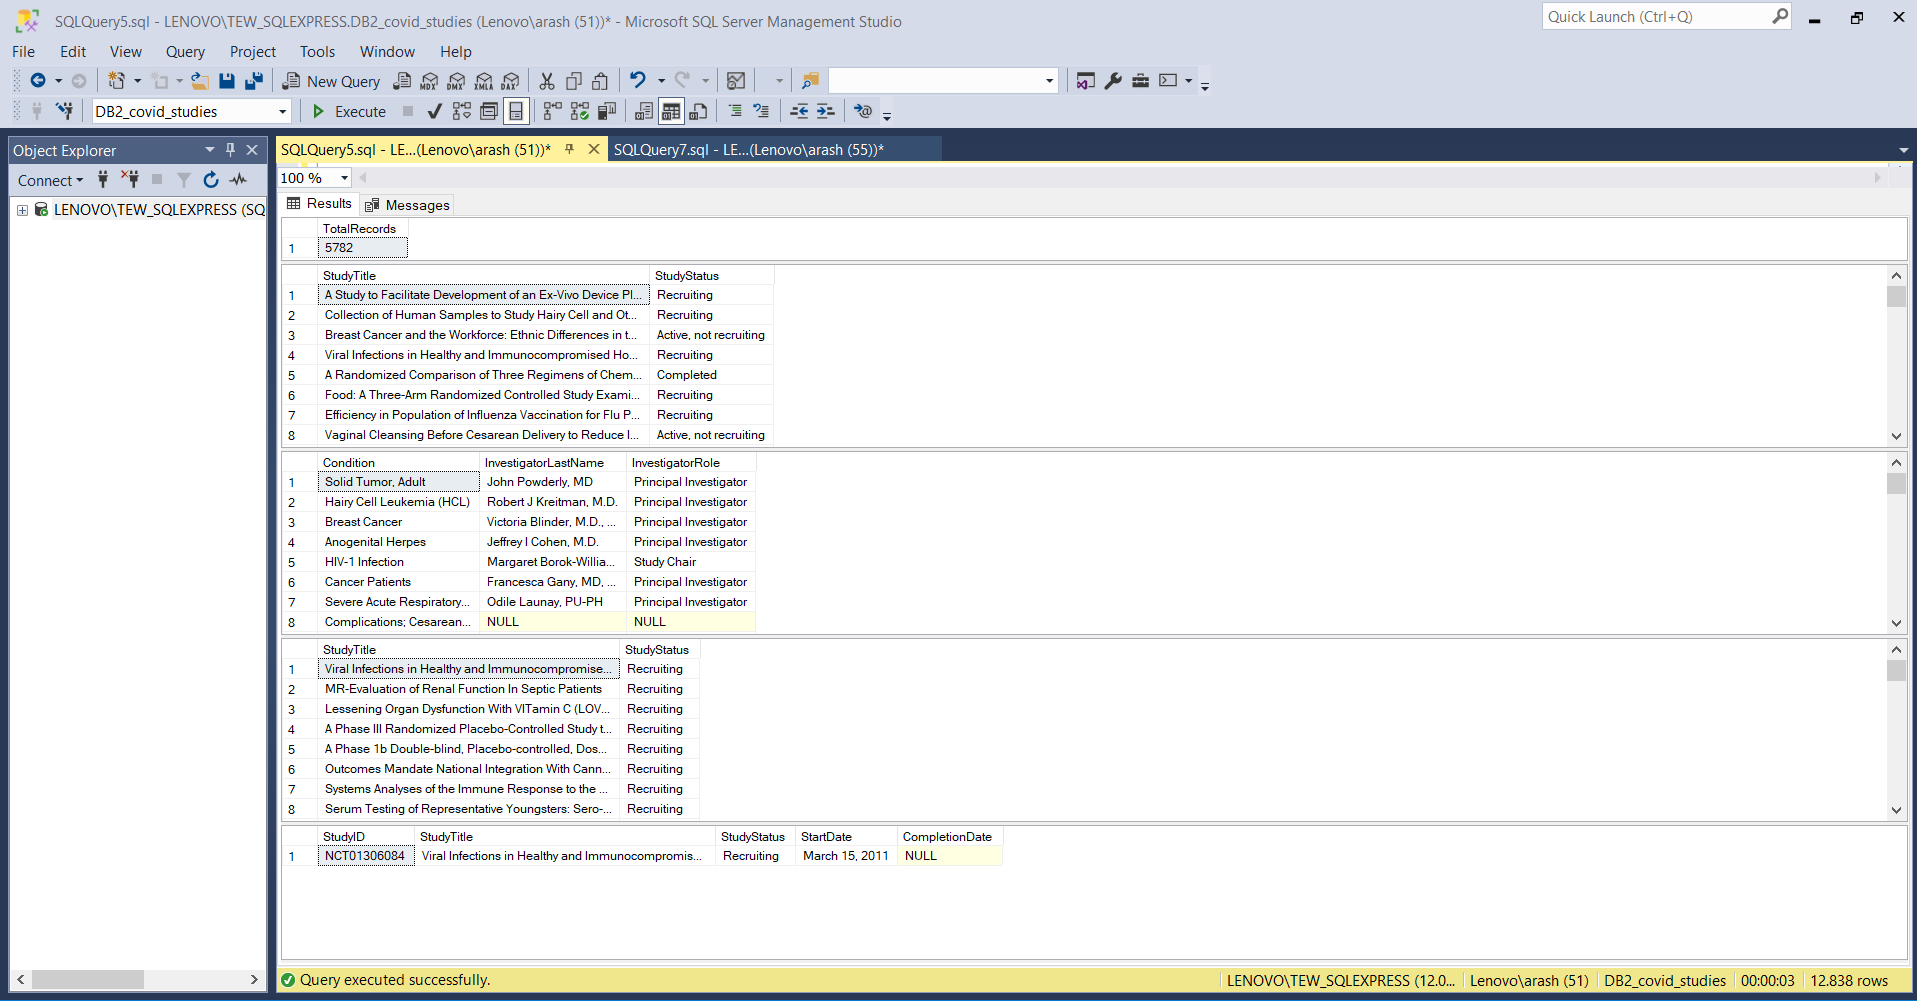 SQLQuery5.sql - LENOVO\TEW_SQLEXPRESS.DB2_covid_studies (Lenovo\arash (51))* - Microsoft SQL Server Management Studio
Quick Launch (Ctrl+Q)
File Edit View Query Project Tools Window Help
New Query MDX DMX XMLA DAX
DB2_covid_studies Execute
Object Explorer
Connect
LENOVO\TEW_SQLEXPRESS (SQ
SQLQuery5.sql - LE...(Lenovo\arash (51))* SQLQuery7.sql - LE...(Lenovo\arash (55))*
100 %
Results Messages
TotalRecords
1 5782
StudyTitle StudyStatus
1 A Study to Facilitate Development of an Ex-Vivo Device Pl... Recruiting
2 Collection of Human Samples to Study Hairy Cell and Ot... Recruiting
3 Breast Cancer and the Workforce: Ethnic Differences in t... Active, not recruiting
4 Viral Infections in Healthy and Immunocompromised Ho... Recruiting
5 A Randomized Comparison of Three Regimens of Chem... Completed
6 Food: A Three-Arm Randomized Controlled Study Exami... Recruiting
7 Efficiency in Population of Influenza Vaccination for Flu P... Recruiting
8 Vaginal Cleansing Before Cesarean Delivery to Reduce I... Active, not recruiting
Condition InvestigatorLastName InvestigatorRole
1 Solid Tumor, Adult John Powderly, MD Principal Investigator
2 Hairy Cell Leukemia (HCL) Robert J Kreitman, M.D. Principal Investigator
3 Breast Cancer Victoria Blinder, M.D., ... Principal Investigator
4 Anogenital Herpes Jeffrey I Cohen, M.D. Principal Investigator
5 HIV-1 Infection Margaret Borok-Willia... Study Chair
6 Cancer Patients Francesca Gany, MD, ... Principal Investigator
7 Severe Acute Respiratory... Odile Launay, PU-PH Principal Investigator
8 Complications; Cesarean... NULL NULL
StudyTitle StudyStatus
1 Viral Infections in Healthy and Immunocompromise... Recruiting
2 MR-Evaluation of Renal Function In Septic Patients Recruiting
3 Lessening Organ Dysfunction With VITamin C (LOV... Recruiting
4 A Phase III Randomized Placebo-Controlled Study t... Recruiting
5 A Phase 1b Double-blind, Placebo-controlled, Dos... Recruiting
6 Outcomes Mandate National Integration With Cann... Recruiting
7 Systems Analyses of the Immune Response to the ... Recruiting
8 Serum Testing of Representative Youngsters: Sero-... Recruiting
StudyID StudyTitle StudyStatus StartDate CompletionDate
1 NCT01306084 Viral Infections in Healthy and Immunocompromis... Recruiting March 15, 2011 NULL
Query executed successfully. LENOVO\TEW_SQLEXPRESS (12.0... Lenovo\arash (51) DB2_covid_studies 00:00:03 12.838 rows